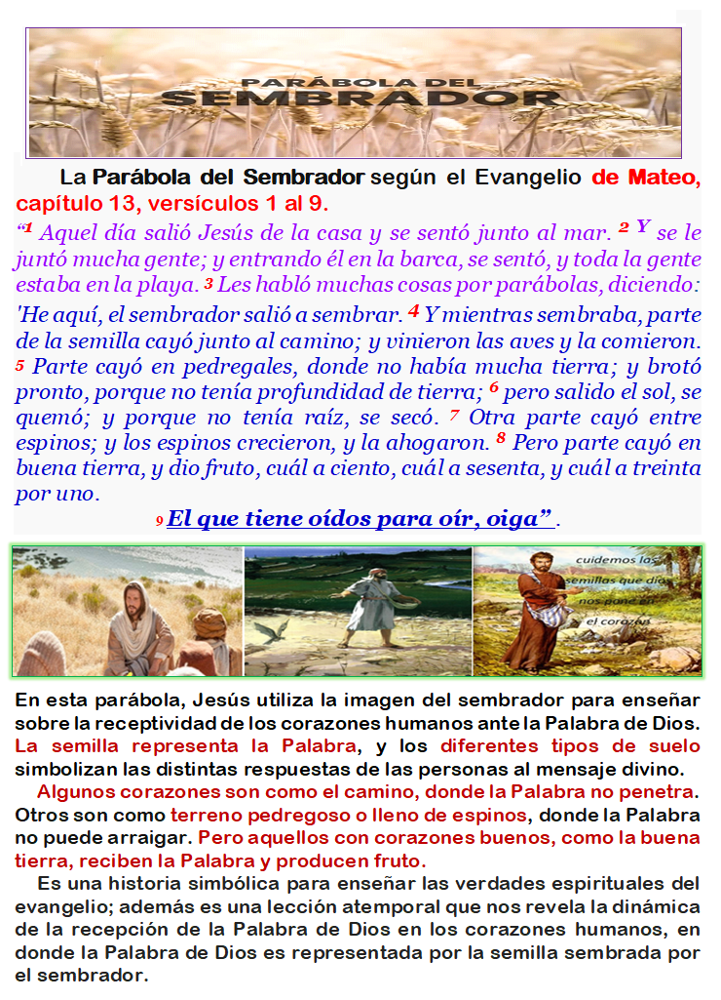 PARÁBOLA DEL
SEMBRADOR
La Parábola del Sembrador según el Evangelio de Mateo,
capítulo 13, versículos 1 al 9.
“1 Aquel día salió Jesús de la casa y se sentó junto al mar. 2 Y se le
juntó mucha gente; y entrando él en la barca, se sentó, y toda la gente
estaba en la playa. 3 Les habló muchas cosas por parábolas, diciendo:
'He aquí, el sembrador salió a sembrar. 4 Y mientras sembraba, parte
de la semilla cayó junto al camino; y vinieron las aves y la comieron.
5 Parte cayó en pedregales, donde no había mucha tierra; y brotó
pronto, porque no tenía profundidad de tierra; 6 pero salido el sol, se
quemó; y porque no tenía raíz, se secó. 7 Otra parte cayó entre
espinos; y los espinos crecieron, y la ahogaron. 8 Pero parte cayó en
buena tierra, y dio fruto, cuál a ciento, cuál a sesenta, y cuál a treinta
por uno.
9 El que tiene oídos para oír, oiga” .
cuidemos las
semillas que dios
nos pone en
el corazón
En esta parábola, Jesús utiliza la imagen del sembrador para enseñar
sobre la receptividad de los corazones humanos ante la Palabra de Dios.
La semilla representa la Palabra, y los diferentes tipos de suelo
simbolizan las distintas respuestas de las personas al mensaje divino.
Algunos corazones son como el camino, donde la Palabra no penetra.
Otros son como terreno pedregoso o lleno de espinos, donde la Palabra
no puede arraigar. Pero aquellos con corazones buenos, como la buena
tierra, reciben la Palabra y producen fruto.
Es una historia simbólica para enseñar las verdades espirituales del
evangelio; además es una lección atemporal que nos revela la dinámica
de la recepción de la Palabra de Dios en los corazones humanos, en
donde la Palabra de Dios es representada por la semilla sembrada por
el sembrador.